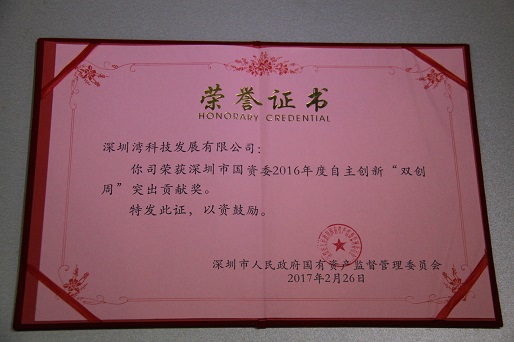 荣誉证书
HONORARY CREDENTIAL
深圳湾科技发展有限公司：
你司荣获深圳市国资委2016年度自主创新“双创
周”突出贡献奖。
特发此证，以资鼓励。
深圳市人民政府国有资产监督管理委员会
2017年2月26日